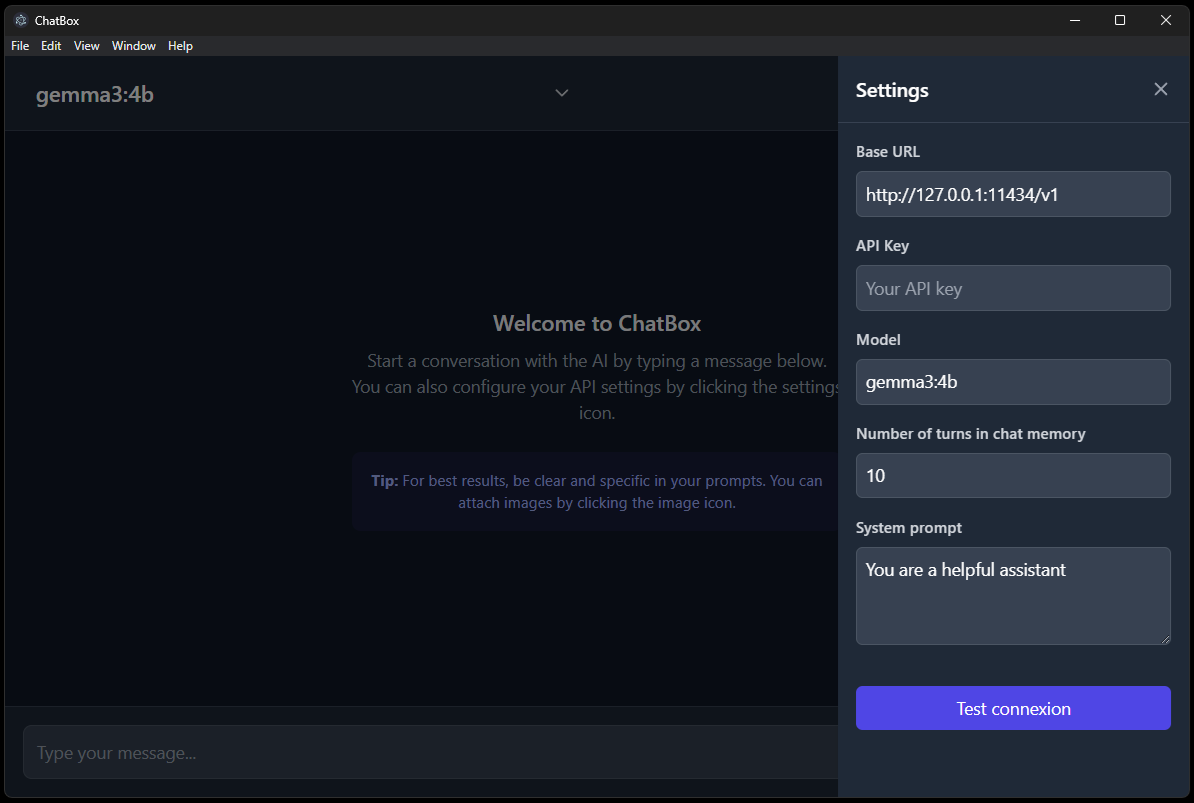 ChatBox
File Edit View Window Help
gemma3:4b
Welcome to ChatBox
Start a conversation with the AI by typing a message below.
You can also configure your API settings by clicking the settings
icon.
Tip: For best results, be clear and specific in your prompts. You can
attach images by clicking the image icon.
Type your message...
Settings
Base URL
http://127.0.0.1:11434/v1
API Key
Your API key
Model
gemma3:4b
Number of turns in chat memory
10
System prompt
You are a helpful assistant
Test connexion